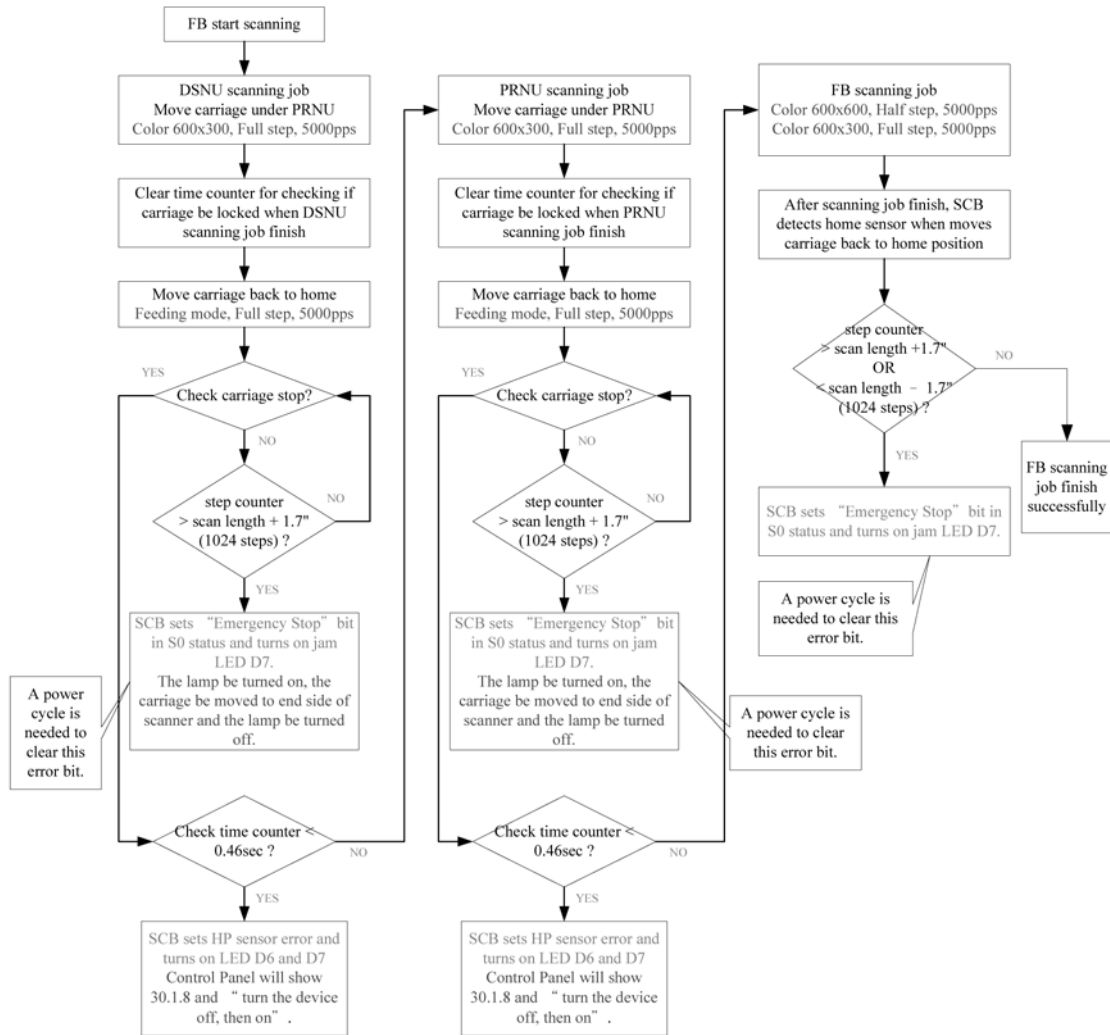 FB start scanning
DSNU scanning job
Move carriage under PRNU
Color 600x300, Full step, 5000pps
Clear time counter for checking if
carriage be locked when DSNU
scanning job finish
Move carriage back to home
Feeding mode, Full step, 5000pps
YES
Check carriage stop?
NO
step counter
> scan length + 1.7"
(1024 steps) ?
NO
YES
SCB sets “Emergency Stop” bit
in S0 status and turns on jam
LED D7.
The lamp be turned on, the
carriage be moved to end side of
scanner and the lamp be turned
off.
A power
cycle is
needed to
clear this
error bit.
Check time counter <
0.46sec ?
NO
YES
SCB sets HP sensor error and
turns on LED D6 and D7
Control Panel will show
30.1.8 and “ turn the device
off, then on” .
PRNU scanning job
Move carriage under PRNU
Color 600x300, Full step, 5000pps
Clear time counter for checking if
carriage be locked when PRNU
scanning job finish
Move carriage back to home
Feeding mode, Full step, 5000pps
YES
Check carriage stop?
NO
step counter
> scan length + 1.7"
(1024 steps) ?
NO
YES
SCB sets “Emergency Stop” bit
in S0 status and turns on jam
LED D7.
The lamp be turned on, the
carriage be moved to end side of
scanner and the lamp be turned
off.
A power cycle is
needed to clear
this error bit.
Check time counter <
0.46sec ?
NO
YES
SCB sets HP sensor error and
turns on LED D6 and D7
Control Panel will show
30.1.8 and “ turn the device
off, then on” .
FB scanning job
Color 600x600, Half step, 5000pps
Color 600x300, Full step, 5000pps
After scanning job finish, SCB
detects home sensor when moves
carriage back to home position
step counter
> scan length +1.7"
OR
< scan length – 1.7"
(1024 steps) ?
NO
YES
FB scanning
job finish
successfully
SCB sets “Emergency Stop” bit in
S0 status and turns on jam LED D7.
A power cycle is
needed to clear this
error bit.